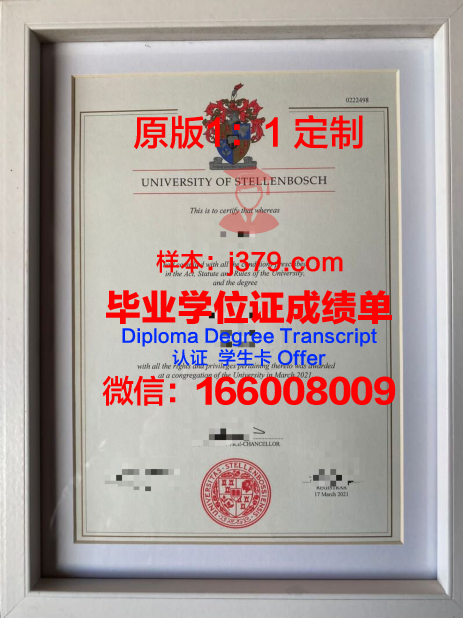 0222498
原版1：1 定制
UNIVERSITY OF STELLENBOSCH
This is to certify that whereas
样本：j379.com
in the Act, Statute and Rules of the University,
and the degree
毕业学位证成绩单
Diploma Degree Transcript
认证 学生卡 Offer
with all the rights and privileges pertaining thereto was awarded
at a congregation of the University in March 2021
微信：166008009
VICE-CHANCELLOR
REGISTRAR
17 March 2021